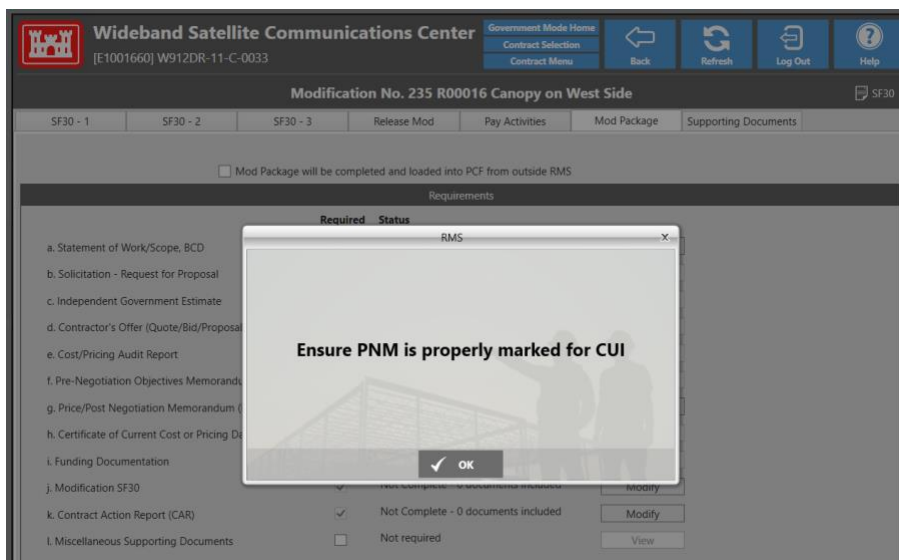 Wideband Satellite Communications Center
[E1001660] W912DR-11-C-0033
Government Mode Home
Contract Selection
Contract Menu
Back
Refresh
Log Out
Help
Modification No. 235 R00016 Canopy on West Side
SF30
SF30 - 1
SF30 - 2
SF30 - 3
Release Mod
Pay Activities
Mod Package
Supporting Documents
Mod Package will be completed and loaded into PCF from outside RMS
Requirements
Required Status
RMS
x
a. Statement of Work/Scope, BCD
b. Solicitation - Request for Proposal
c. Independent Government Estimate
d. Contractor's Offer (Quote/Bid/Proposal
Ensure PNM is properly marked for CUI
e. Cost/Pricing Audit Report
f. Pre-Negotiation Objectives
g. Price/Post Negotiation Memorandum (
h. Certificate of Current Cost or Pricing
i. Funding Documentation
OK
j. Modification SF30
Not Complete - 0 documents included
Modify
k. Contract Action Report (CAR)
Not Complete - 0 documents included
Modify
l. Miscellaneous Supporting Documents
Not required
View